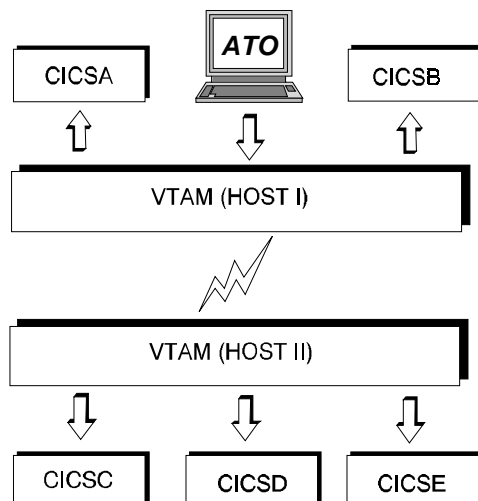 ATO
CICSA
CICSB
VTAM (HOST I)
VTAM (HOST II)
CICSC
CICSD
CICSE